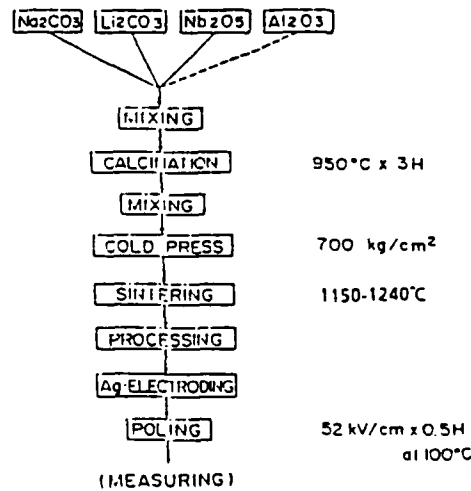 Na2CO3 Li2CO3 Nb2O5 Al2O3
MIXING
CALCINATION 950°C x 3H
MIXING
COLD PRESS 700 kg/cm²
SINTERING 1150-1240°C
PROCESSING
Ag-ELECTRODING
POLING 52 kV/cm x 0.5H
at 100°C
(MEASURING)